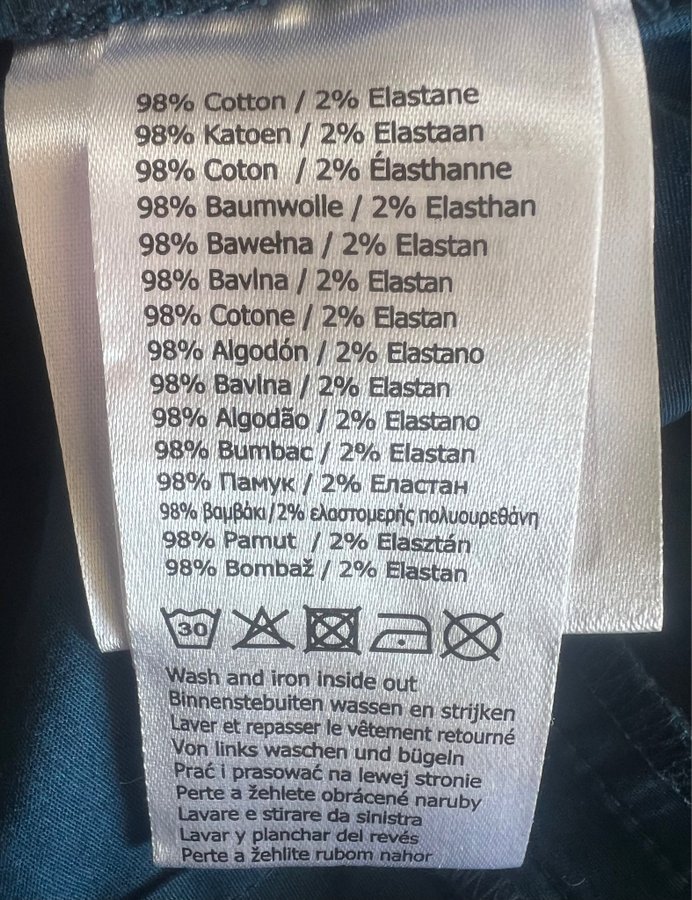 98% Cotton / 2% Elastane
98% Katoen / 2% Elastaan
98% Coton / 2% Élasthanne
98% Baumwolle / 2% Elasthan
98% Bawełna / 2% Elastan
98% Bavlna / 2% Elastan
98% Cotone / 2% Elastan
98% Algodón / 2% Elastano
98% Bavlna / 2% Elastan
98% Algodão / 2% Elastano
98% Bumbac / 2% Elastan
98% Памук / 2% Еластан
98% βαμβάκι/2% ελαστομερής πολυουρεθάνη
98% Pamut / 2% Elasztán
98% Bombaž / 2% Elastan
30
Wash and iron inside out
Binnenstebuiten wassen en strijken
Laver et repasser le vêtement retourné
Von links waschen und bügeln
Prać i prasować na lewej stronie
Perte a žehlete obrácené naruby
Lavare e stirare da sinistra
Lavar y planchar del revés
Perte a žehlite rubom nahor